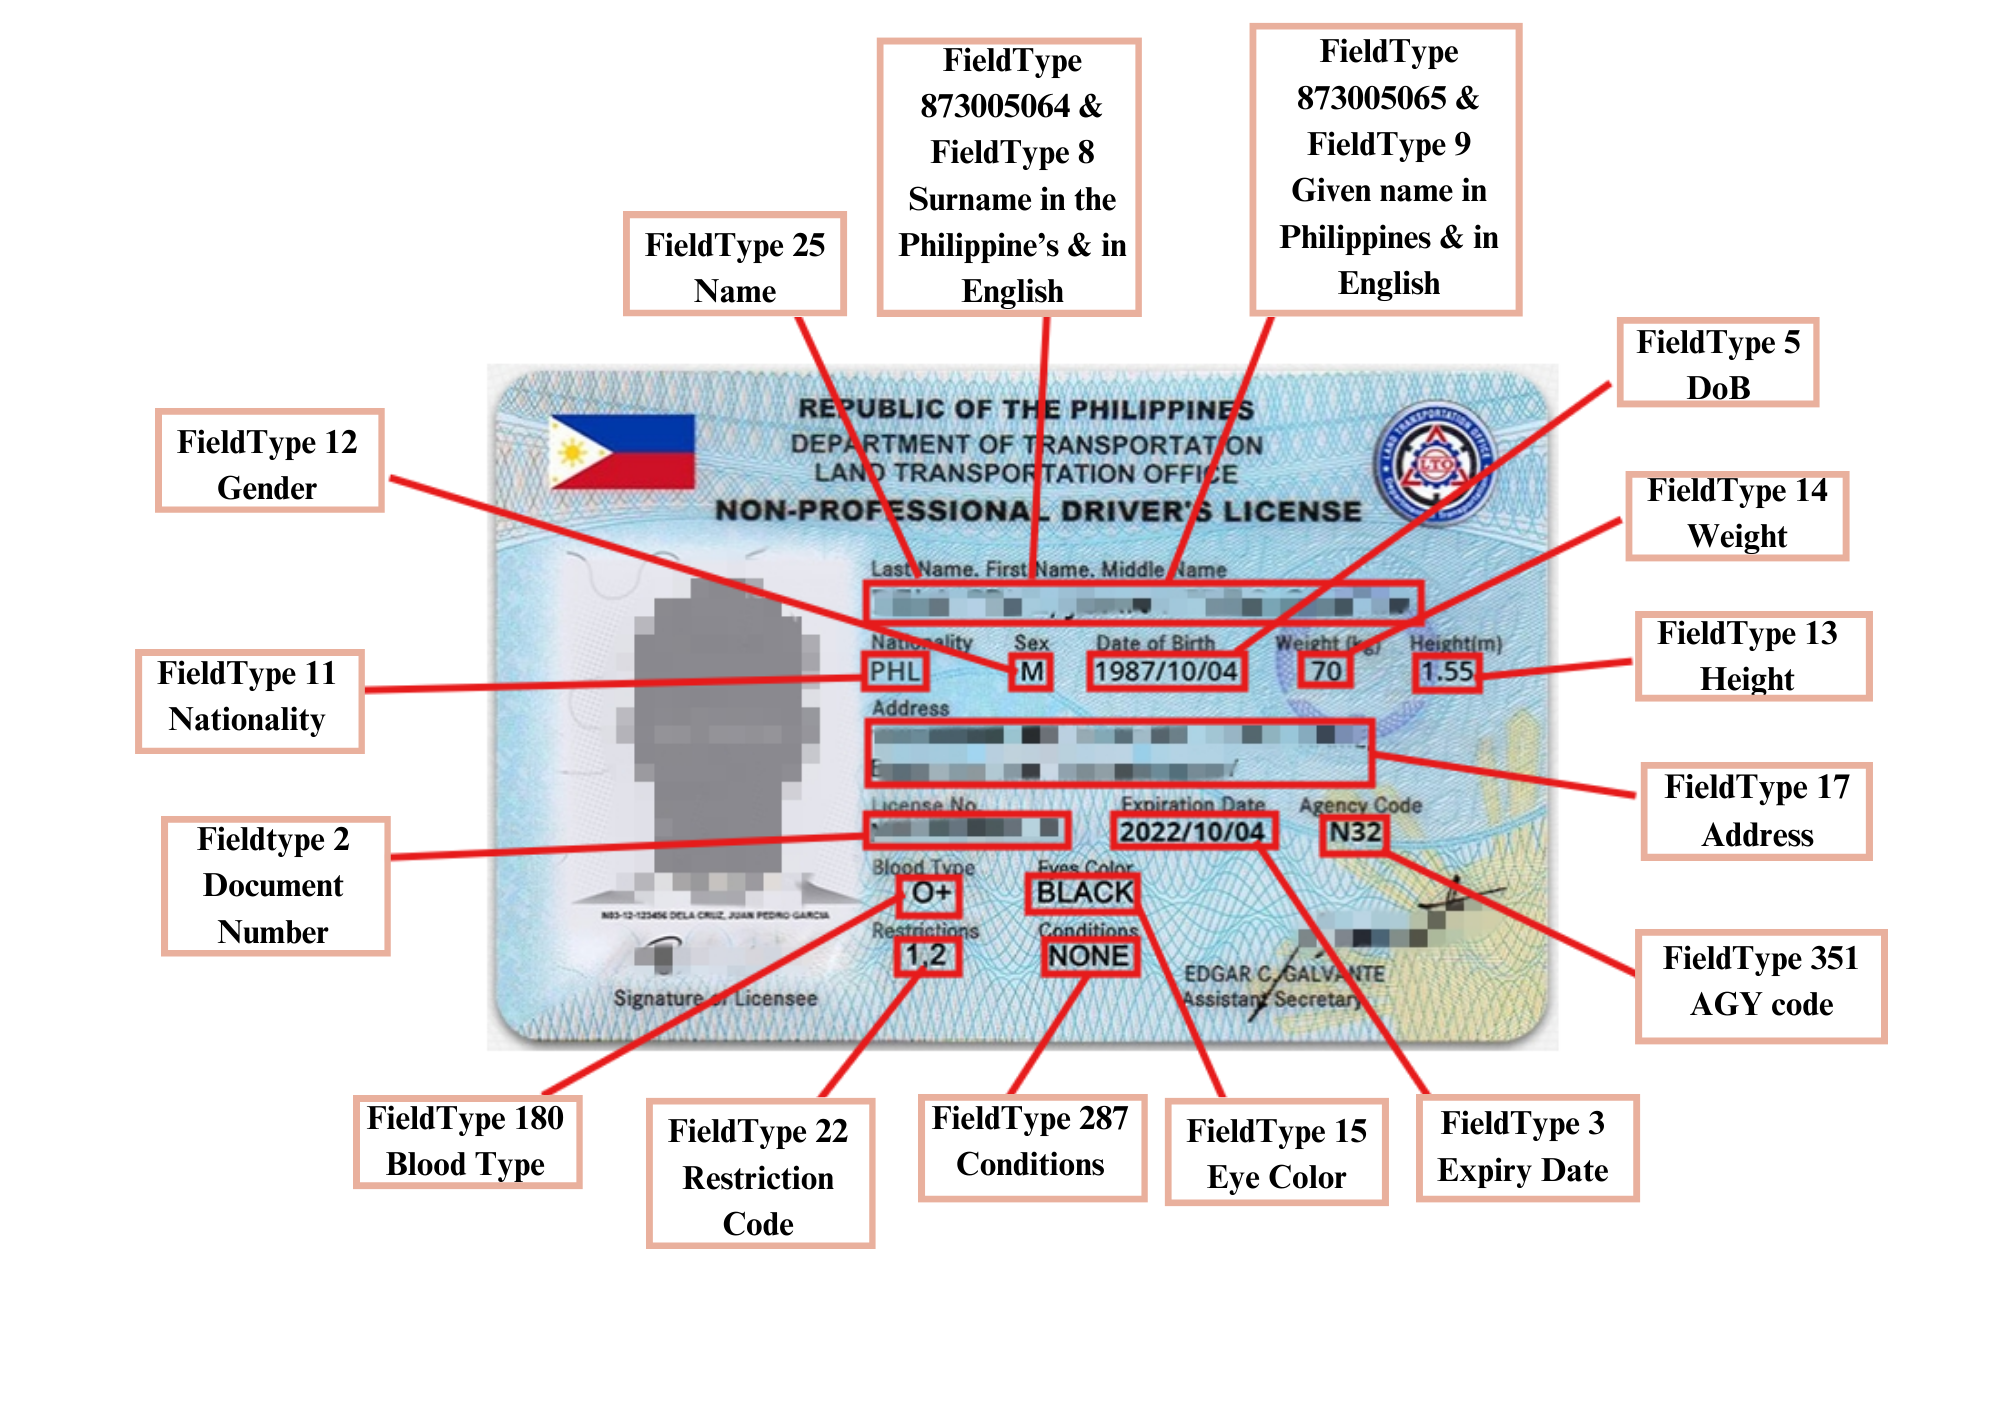 FieldType
873005064 &
FieldType 8
Surname in the
Philippine’s & in
English
FieldType
873005065 &
FieldType 9
Given name in
Philippines & in
English
FieldType 25
Name
FieldType 5
DoB
FieldType 12
Gender
FieldType 14
Weight
FieldType 11
Nationality
FieldType 13
Height
Fieldtype 2
Document
Number
FieldType 17
Address
FieldType 351
AGY code
REPUBLIC OF THE PHILIPPINES
DEPARTMENT OF TRANSPORTATION
LAND TRANSPORTATION OFFICE
NON-PROFESSIONAL DRIVER'S LICENSE
LAND TRANSPORTATION OFFICE
LTO
Last Name. First Name. Middle Name
Nationality Sex Date of Birth Weight (kg) Height(m)
PHL M 1987/10/04 70 1.55
Address
License No. Expiration Date Agency Code
2022/10/04 N32
Blood Type Eyes Color
O+ BLACK
Restrictions Conditions
1,2 NONE
N03-12-123456 DELA CRUZ, JUAN PEDRO GARCIA
Signature of Licensee
EDGAR C. GALVANTE
Assistant Secretary
FieldType 180
Blood Type
FieldType 22
Restriction
Code
FieldType 287
Conditions
FieldType 15
Eye Color
FieldType 3
Expiry Date